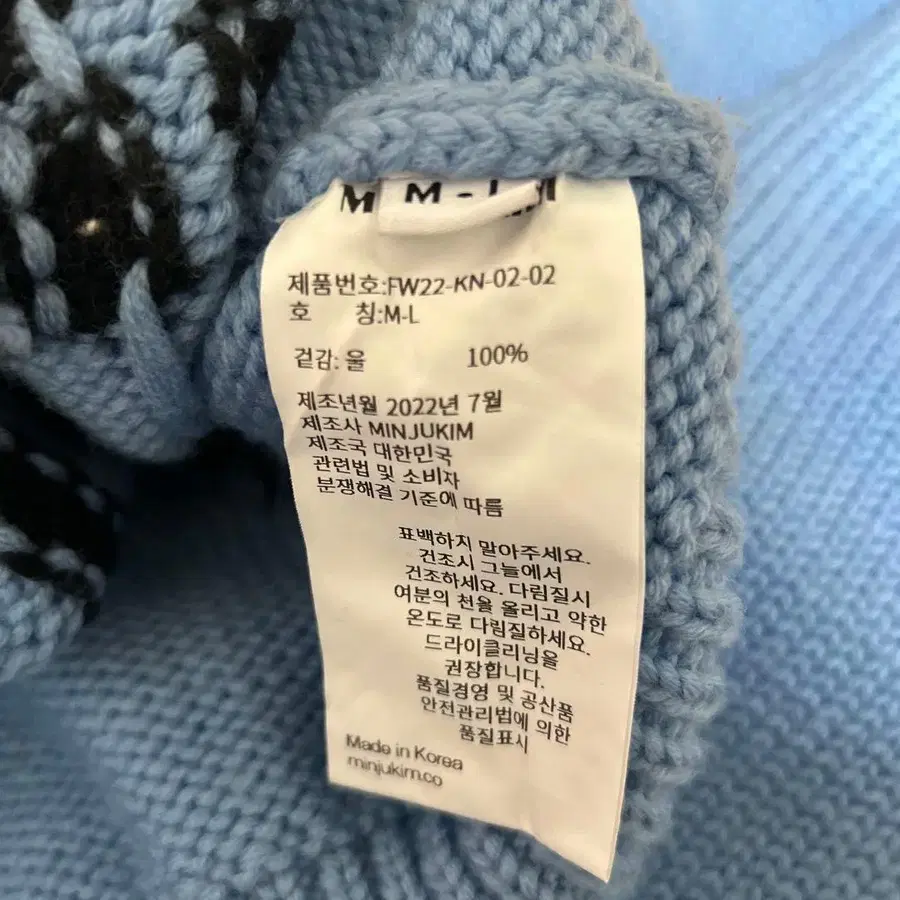 M-L
제품번호:FW22-KN-02-02
호 칭:M-L
겉감: 울 100%
제조년월 2022년 7월
제조사 MINJUKIM
제조국 대한민국
관련법 및 소비자
분쟁해결 기준에 따름
표백하지 말아주세요.
건조시 그늘에서
건조하세요. 다림질시
여분의 천을 올리고 약한
온도로 다림질하세요.
드라이클리닝을
권장합니다.
품질경영 및 공산품
안전관리법에 의한
품질표시
Made in Korea
minjukim.co